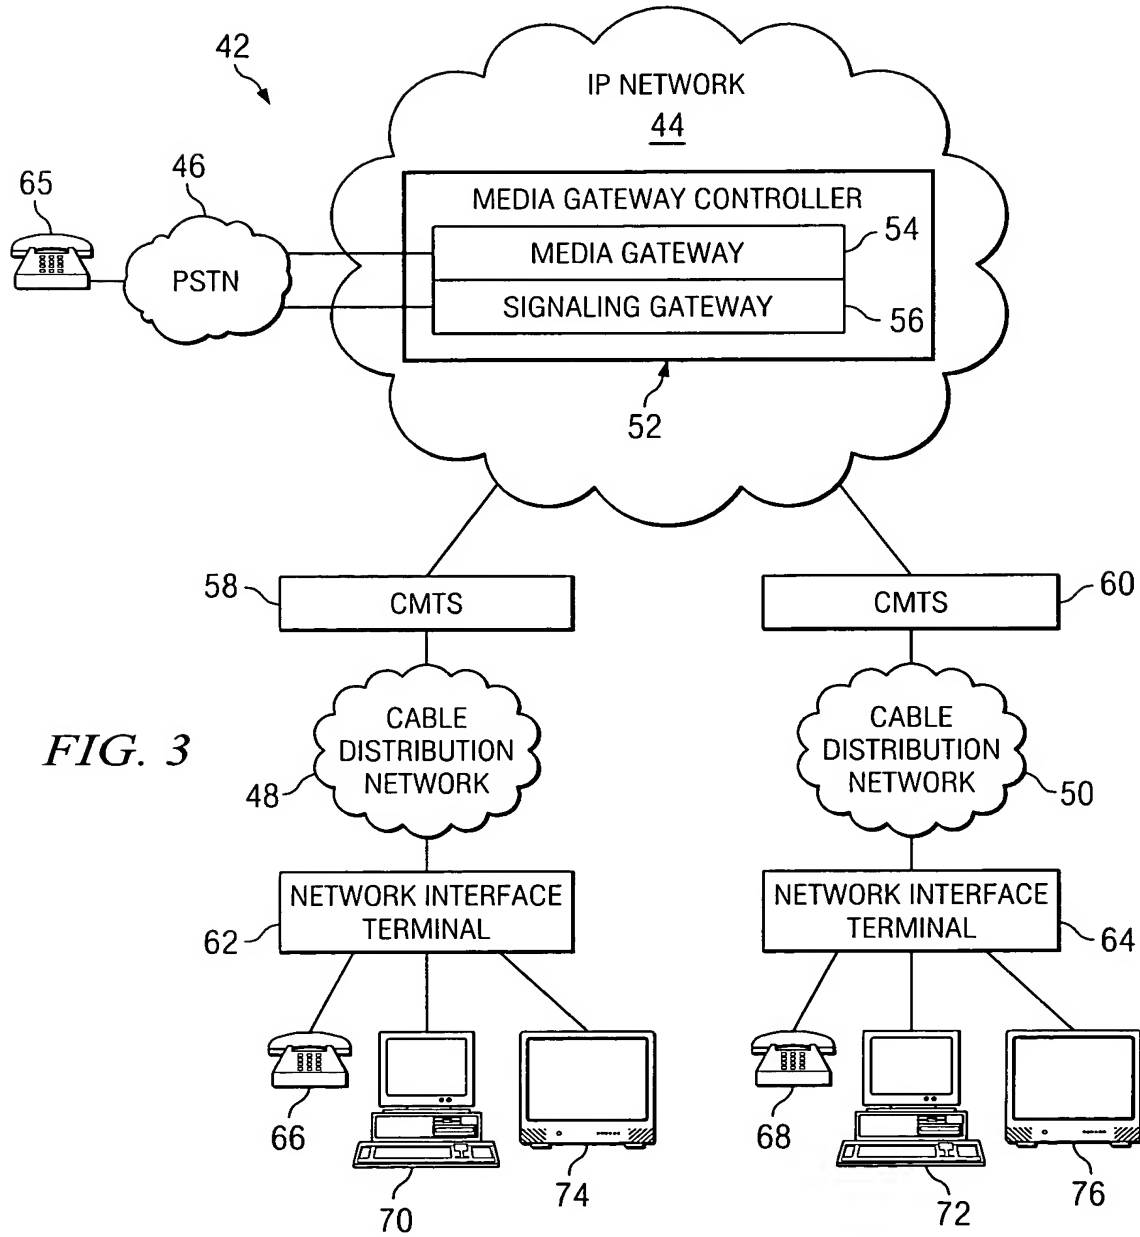 42
IP NETWORK
44
65
46
MEDIA GATEWAY CONTROLLER
MEDIA GATEWAY
54
PSTN
SIGNALING GATEWAY
56
52
58
CMTS
CMTS
60
FIG. 3
CABLE
DISTRIBUTION
NETWORK
48
CABLE
DISTRIBUTION
NETWORK
50
NETWORK INTERFACE
TERMINAL
62
NETWORK INTERFACE
TERMINAL
64
66
70
74
68
72
76